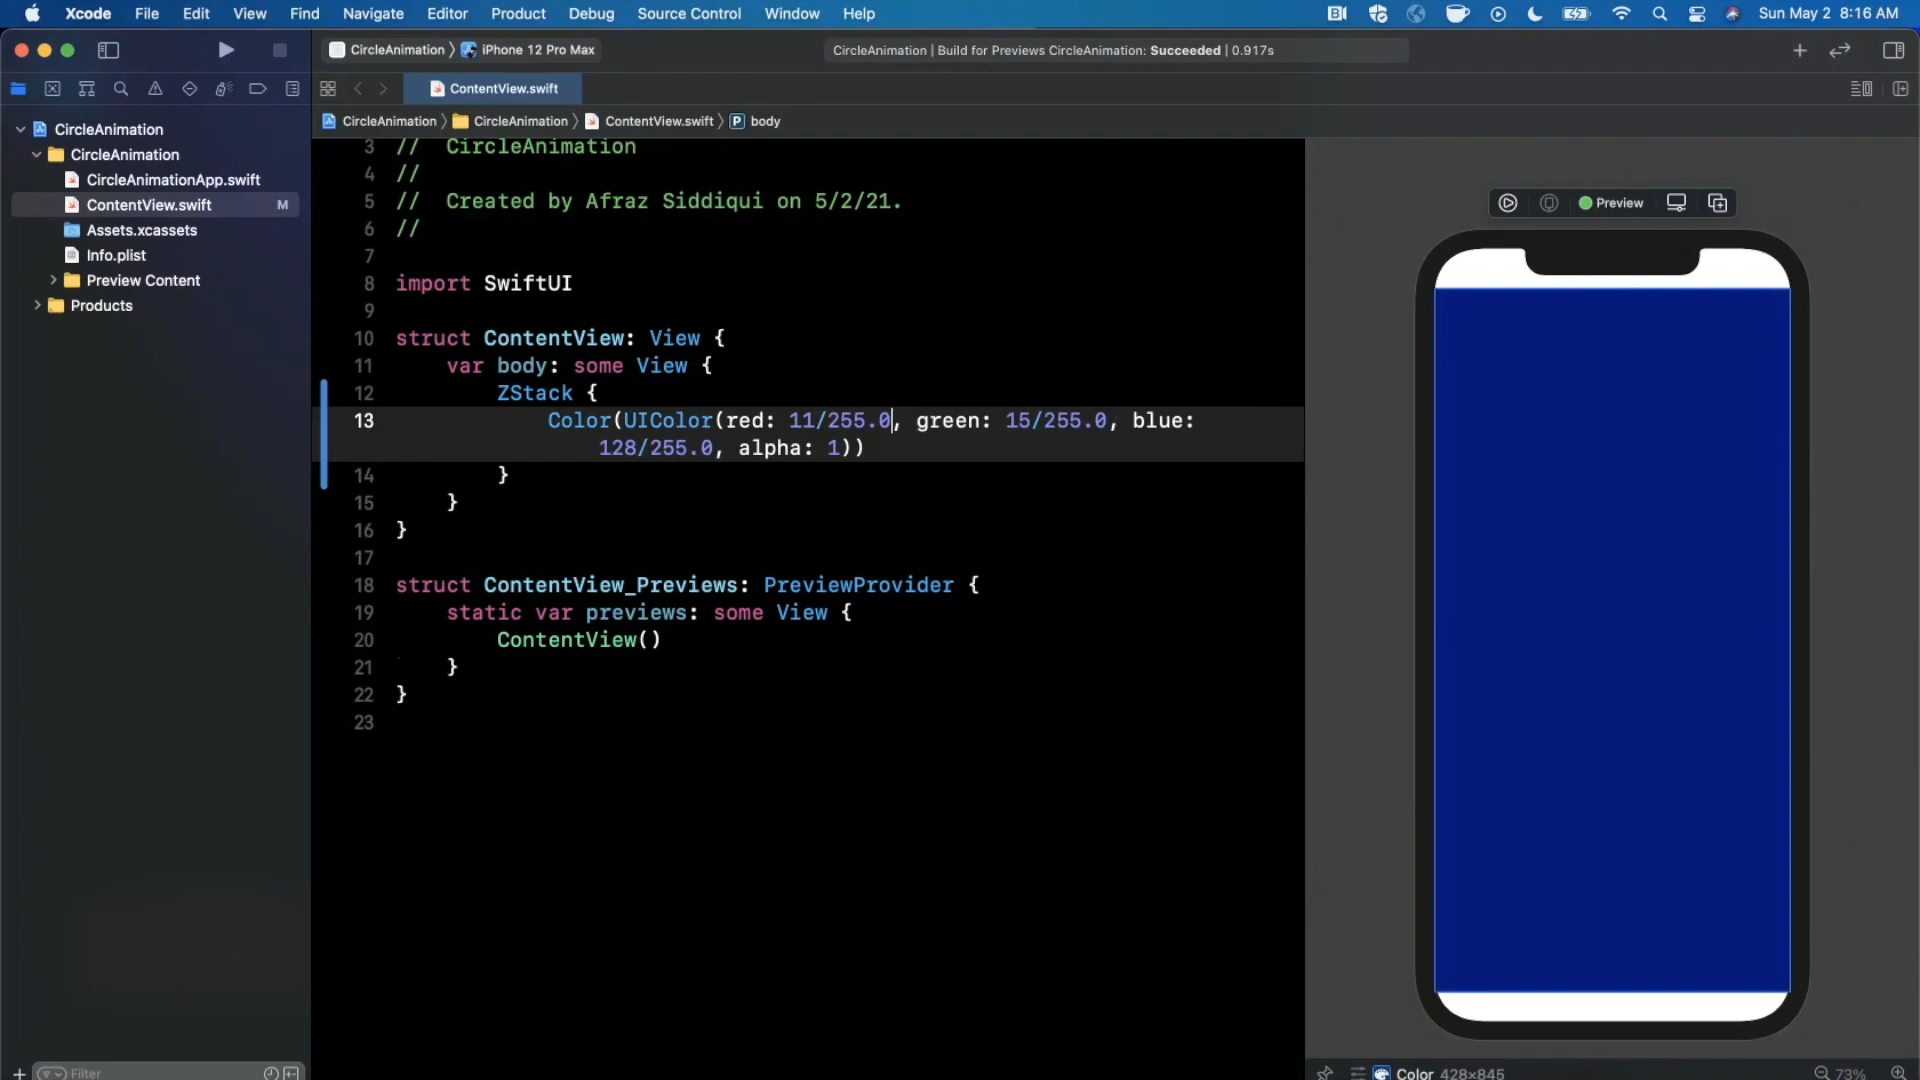 Xcode File Edit View Find Navigate Editor Product Debug Source Control Window Help Sun May 2 8:16 AM
CircleAnimation 〉 iPhone 12 Pro Max CircleAnimation | Build for Previews CircleAnimation: Succeeded | 0.917s
ContentView.swift
CircleAnimation 〉 CircleAnimation 〉 ContentView.swift 〉 P body
CircleAnimation
CircleAnimation
CircleAnimationApp.swift
ContentView.swift M
Assets.xcassets
Info.plist
Preview Content
Products
Filter
3 //  CircleAnimation
4 //
5 //  Created by Afraz Siddiqui on 5/2/21.
6 //
7
8 import SwiftUI
9
10 struct ContentView: View {
11     var body: some View {
12         ZStack {
13             Color(UIColor(red: 11/255.0, green: 15/255.0, blue:
128/255.0, alpha: 1))
14         }
15     }
16 }
17
18 struct ContentView_Previews: PreviewProvider {
19     static var previews: some View {
20         ContentView()
21     }
22 }
23
Preview
Color 428×845 73%